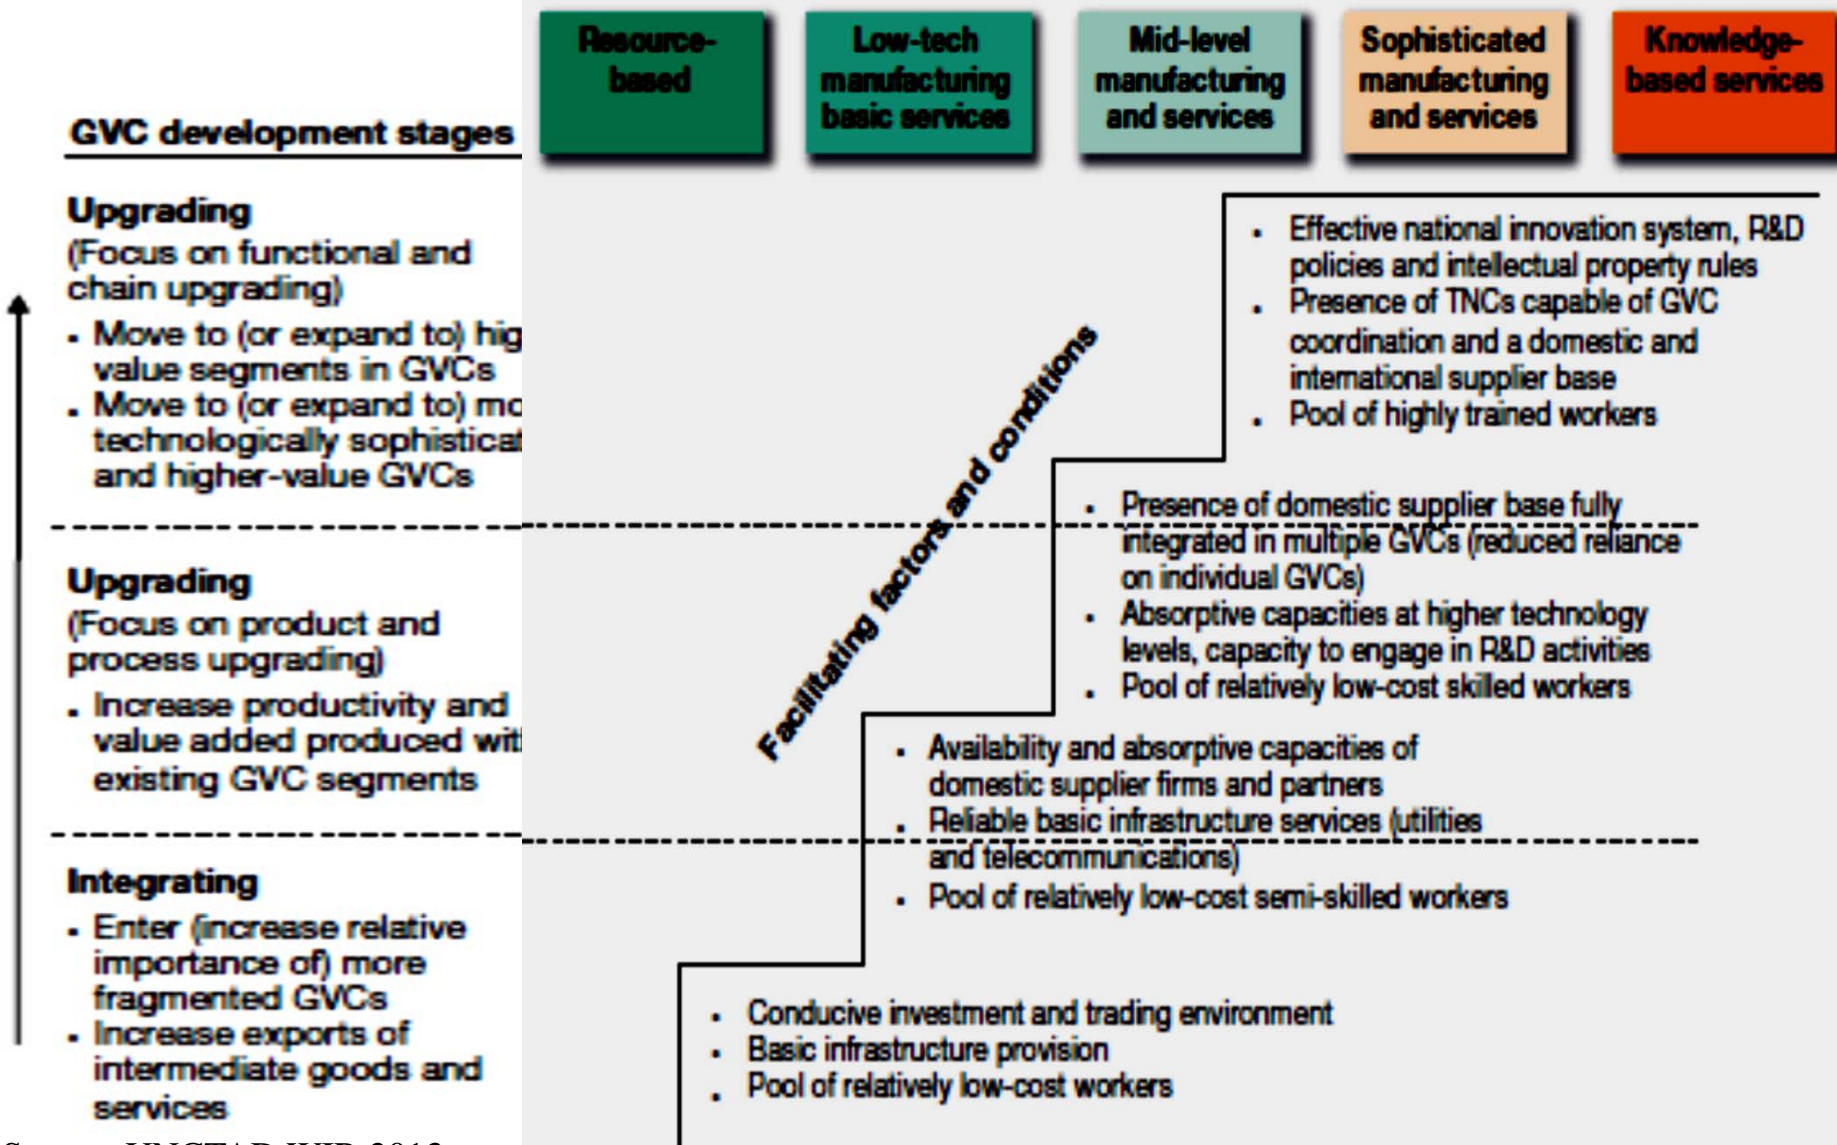 Resource-
based
Low-tech
manufacturing
basic services
Mid-level
manufacturing
and services
Sophisticated
manufacturing
and services
Knowledge-
based services
GVC development stages
Upgrading
(Focus on functional and
chain upgrading)
• Move to (or expand to) hig
value segments in GVCs
• Move to (or expand to) mo
technologically sophisticat
and higher-value GVCs
Upgrading
(Focus on product and
process upgrading)
• Increase productivity and
value added produced wit
existing GVC segments
Integrating
• Enter (increase relative
importance of) more
fragmented GVCs
• Increase exports of
intermediate goods and
services
Facilitating factors and conditions
• Effective national innovation system, R&D
policies and intellectual property rules
• Presence of TNCs capable of GVC
coordination and a domestic and
international supplier base
• Pool of highly trained workers
• Presence of domestic supplier base fully
integrated in multiple GVCs (reduced reliance
on individual GVCs)
• Absorptive capacities at higher technology
levels, capacity to engage in R&D activities
• Pool of relatively low-cost skilled workers
• Availability and absorptive capacities of
domestic supplier firms and partners
• Reliable basic infrastructure services (utilities
and telecommunications)
• Pool of relatively low-cost semi-skilled workers
• Conducive investment and trading environment
• Basic infrastructure provision
• Pool of relatively low-cost workers